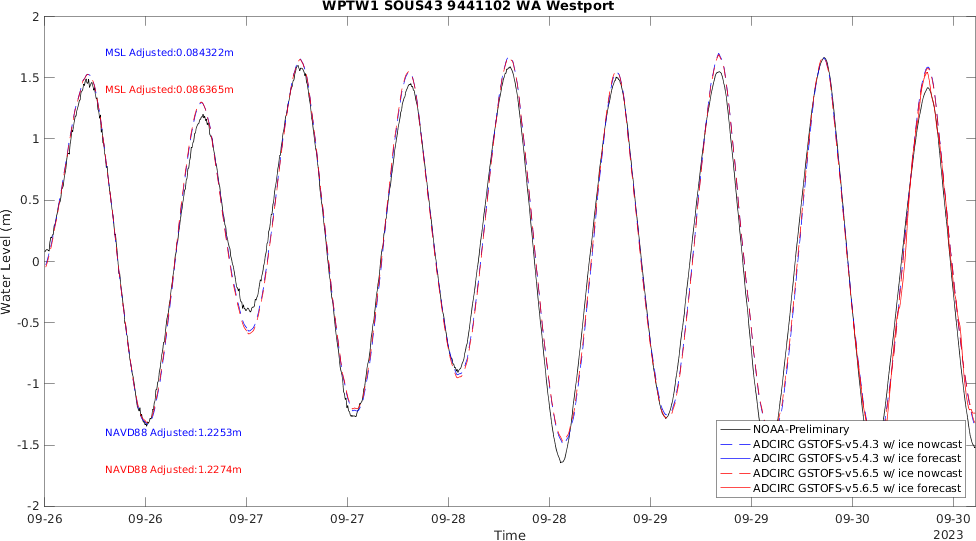 WPTW1 SOUS43 9441102 WA Westport
2
1.5
1
0.5
0
-0.5
-1
-1.5
-2
Water Level (m)
MSL Adjusted:0.084322m
MSL Adjusted:0.086365m
NAVD88 Adjusted:1.2253m
NAVD88 Adjusted:1.2274m
NOAA-Preliminary
ADCIRC GSTOFS-v5.4.3 w/ ice nowcast
ADCIRC GSTOFS-v5.4.3 w/ ice forecast
ADCIRC GSTOFS-v5.6.5 w/ ice nowcast
ADCIRC GSTOFS-v5.6.5 w/ ice forecast
09-26 09-26 09-27 09-27 09-28 09-28 09-29 09-29 09-30 09-30
Time
2023